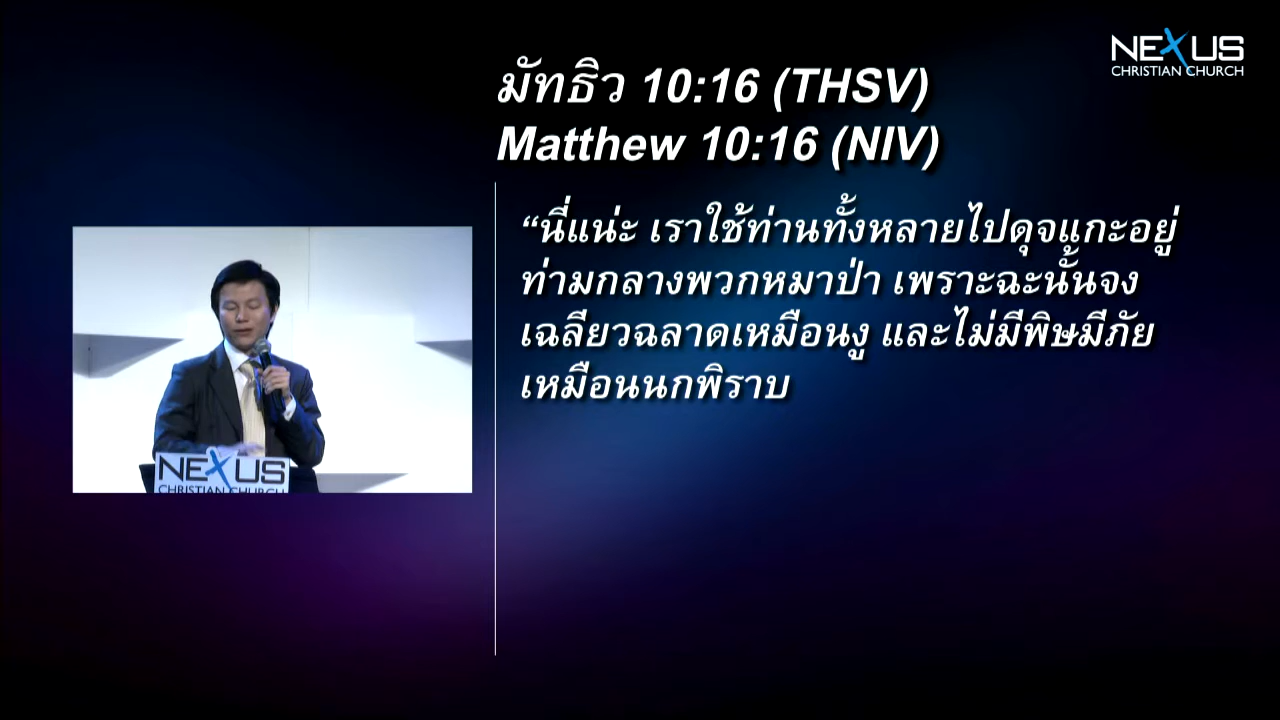 NEXUS
CHRISTIAN CHURCH
มัทธิว 10:16 (THSV)
Matthew 10:16 (NIV)
“นี่แน่ะ เราใช้ท่านทั้งหลายไปดุจแกะอยู่
ท่ามกลางพวกหมาป่า เพราะฉะนั้นจง
เฉลียวฉลาดเหมือนงู และไม่มีพิษมีภัย
เหมือนนกพิราบ
NEXUS
CHRISTIAN CHURCH